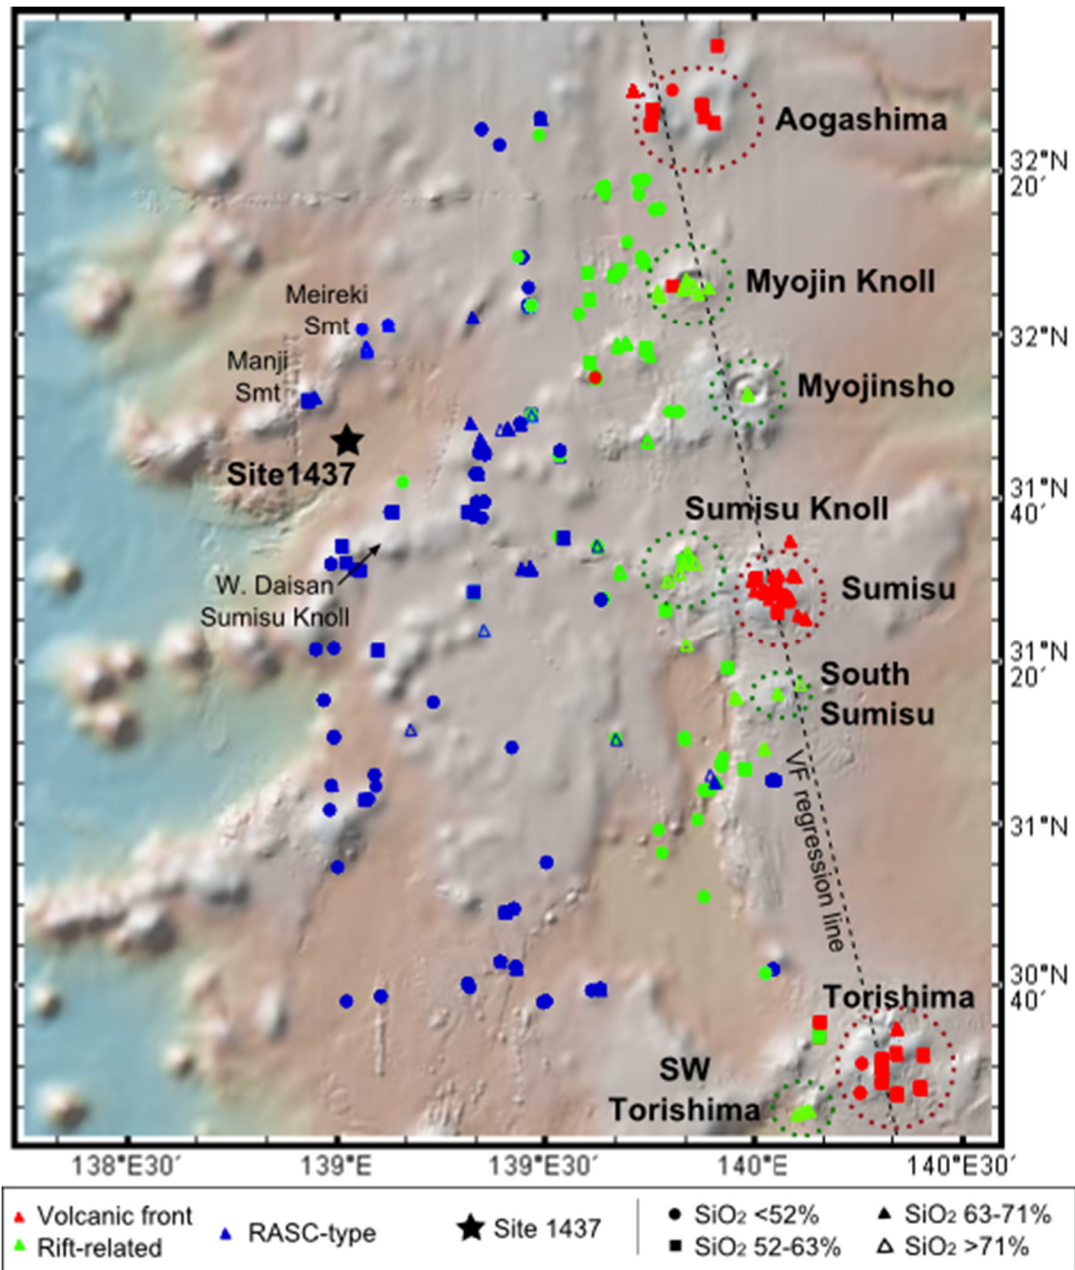 Aogashima
32°N
20′
Myojin Knoll
Meireki
Smt
32°N
Manji
Smt
Myojinsho
Site1437
31°N
40′
Sumisu Knoll
W. Daisan
Sumisu Knoll
Sumisu
31°N
20′
South
Sumisu
VF regression line
31°N
30°N
40′
Torishima
SW
Torishima
138°E30′
139°E
139°E30′
140°E
140°E30′
Volcanic front
Rift-related
RASC-type
Site 1437
SiO₂ <52%
SiO₂ 52-63%
SiO₂ 63-71%
SiO₂ >71%